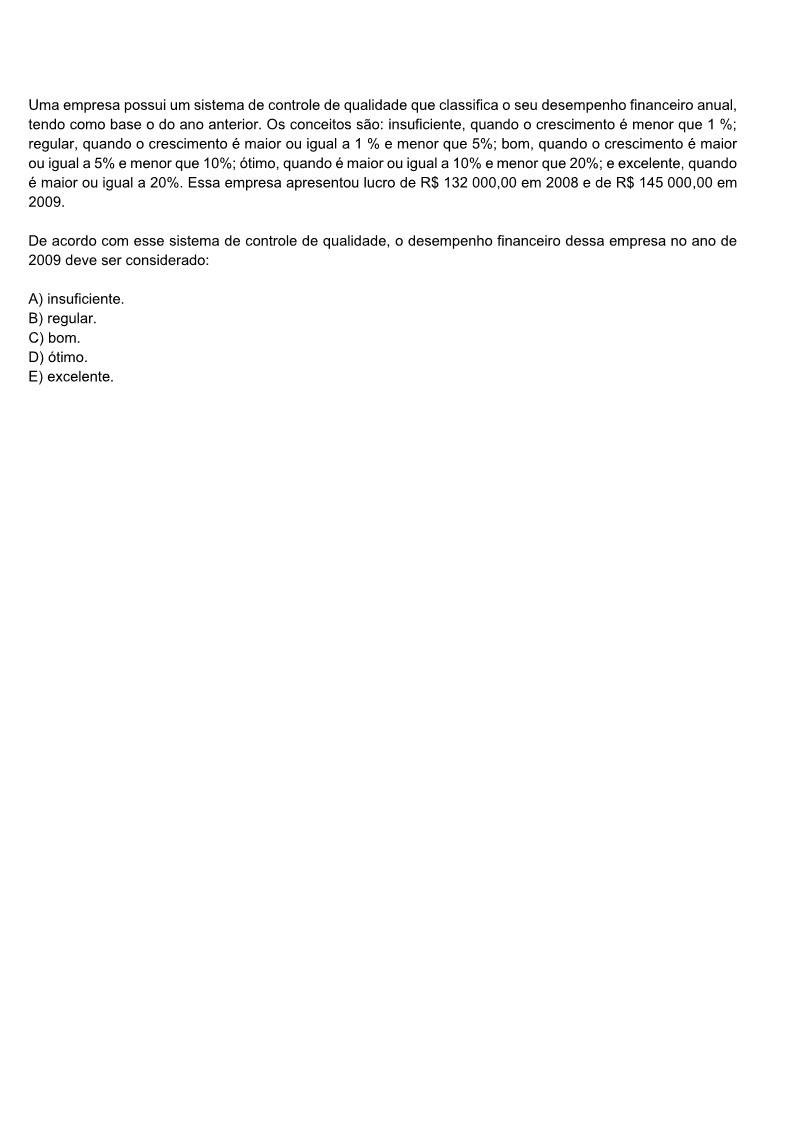 Uma empresa possui um sistema de controle de qualidade que classifica o seu desempenho financeiro anual,
tendo como base o do ano anterior. Os conceitos são: insuficiente, quando o crescimento é menor que 1 %;
regular, quando o crescimento é maior ou igual a 1 % e menor que 5%; bom, quando o crescimento é maior
ou igual a 5% e menor que 10%; ótimo, quando é maior ou igual a 10% e menor que 20%; e excelente, quando
é maior ou igual a 20%. Essa empresa apresentou lucro de R$ 132 000,00 em 2008 e de R$ 145 000,00 em
2009.
De acordo com esse sistema de controle de qualidade, o desempenho financeiro dessa empresa no ano de
2009 deve ser considerado:
A) insuficiente.
B) regular.
C) bom.
D) ótimo.
E) excelente.